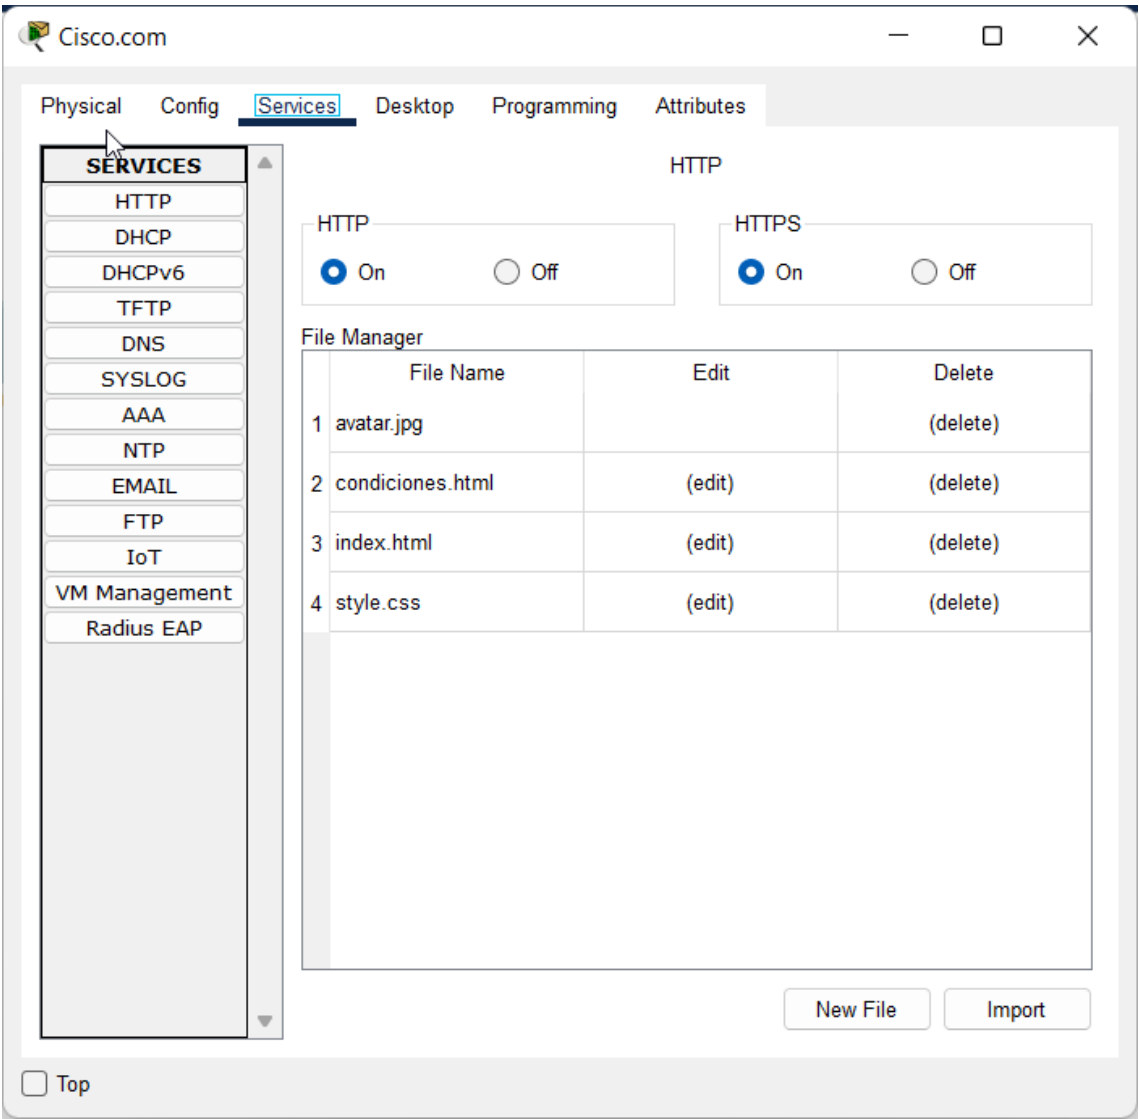 Cisco.com
Physical Config Services Desktop Programming Attributes
SERVICES
HTTP
DHCP
DHCPv6
TFTP
DNS
SYSLOG
AAA
NTP
EMAIL
FTP
IoT
VM Management
Radius EAP
HTTP
HTTP
On Off
HTTPS
On Off
File Manager
File Name Edit Delete
1 avatar.jpg (delete)
2 condiciones.html (edit) (delete)
3 index.html (edit) (delete)
4 style.css (edit) (delete)
New File Import
Top